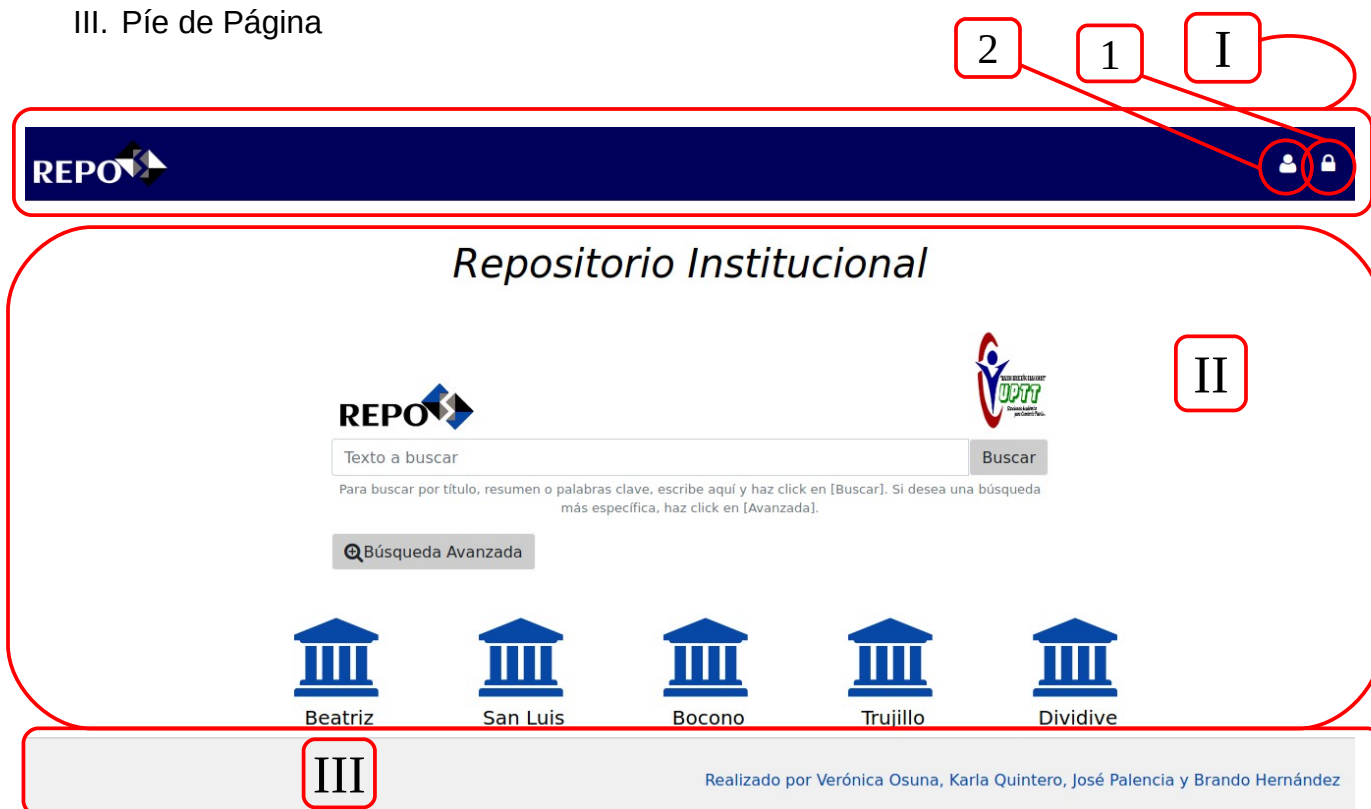 III. Píe de Página
2
1
I
REPO
Repositorio Institucional
II
UPTT
REPO
Texto a buscar
Buscar
Para buscar por título, resumen o palabras clave, escribe aquí y haz click en [Buscar]. Si desea una búsqueda
más específica, haz click en [Avanzada].
Búsqueda Avanzada
Beatriz
San Luis
Bocono
Trujillo
Dividive
III
Realizado por Verónica Osuna, Karla Quintero, José Palencia y Brando Hernández